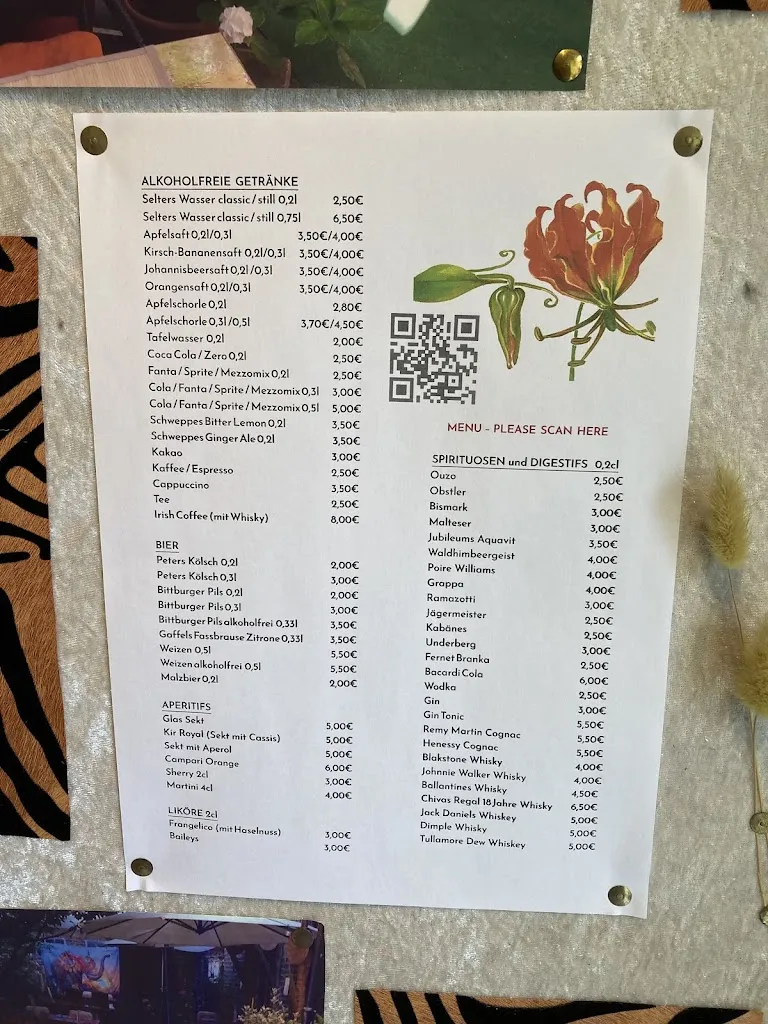 ALKOHOLFREIE GETRÄNKE
Selters Wasser classic / still 0,2l 2,50€
Selters Wasser classic / still 0,75l 6,50€
Apfelsaft 0,2l/0,3l 3,50€/4,00€
Kirsch-Bananensaft 0,2l/0,3l 3,50€/4,00€
Johannisbeersaft 0,2l /0,3l 3,50€/4,00€
Orangensaft 0,2l/0,3l 3,50€/4,00€
Apfelschorle 0,2l 2,80€
Apfelschorle 0,3l /0,5l 3,70€/4,50€
Tafelwasser 0,2l 2,00€
Coca Cola / Zero 0,2l 2,50€
Fanta / Sprite / Mezzomix 0,2l 2,50€
Cola / Fanta / Sprite / Mezzomix 0,3l 3,00€
Cola / Fanta / Sprite / Mezzomix 0,5l 5,00€
Schweppes Bitter Lemon 0,2l 3,50€
Schweppes Ginger Ale 0,2l 3,50€
Kakao 3,00€
Kaffee / Espresso 2,50€
Cappuccino 3,50€
Tee 2,50€
Irish Coffee (mit Whisky) 8,00€
BIER
Peters Kölsch 0,2l 2,00€
Peters Kölsch 0,3l 3,00€
Bittburger Pils 0,2l 2,00€
Bittburger Pils 0,3l 3,00€
Bittburger Pils alkoholfrei 0,33l 3,50€
Gaffels Fassbrause Zitrone 0,33l 3,50€
Weizen 0,5l 5,50€
Weizen alkoholfrei 0,5l 5,50€
Malzbier 0,2l 2,00€
APERITIFS
Glas Sekt 5,00€
Kir Royal (Sekt mit Cassis) 5,00€
Sekt mit Aperol 5,00€
Campari Orange 6,00€
Sherry 2cl 3,00€
Martini 4cl 4,00€
LIKÖRE 2cl
Frangelico (mit Haselnuss) 3,00€
Baileys 3,00€
MENU - PLEASE SCAN HERE
SPIRITUOSEN und DIGESTIFS 0,2cl
Ouzo 2,50€
Obstler 2,50€
Bismark 3,00€
Malteser 3,00€
Jubileums Aquavit 3,50€
Waldhimbeergeist 4,00€
Poire Williams 4,00€
Grappa 4,00€
Ramazotti 3,00€
Jägermeister 2,50€
Kabänes 2,50€
Underberg 3,00€
Fernet Branka 2,50€
Bacardi Cola 6,00€
Wodka 2,50€
Gin 3,00€
Gin Tonic 5,50€
Remy Martin Cognac 5,50€
Henessy Cognac 5,50€
Blakstone Whisky 4,00€
Johnnie Walker Whisky 4,00€
Ballantines Whisky 4,50€
Chivas Regal 18 Jahre Whisky 6,50€
Jack Daniels Whiskey 5,00€
Dimple Whisky 5,00€
Tullamore Dew Whiskey 5,00€